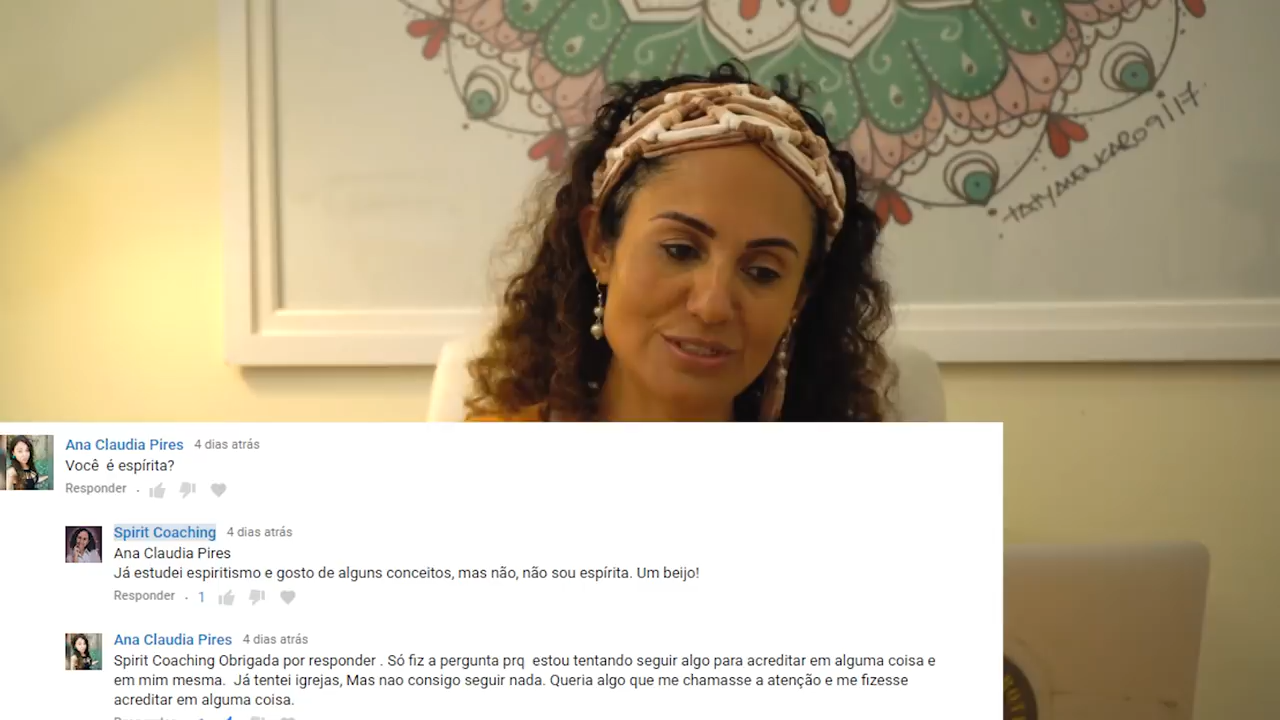 Ana Claudia Pires 4 dias atrás
Você é espírita?
Responder
Spirit Coaching 4 dias atrás
Ana Claudia Pires
Já estudei espiritismo e gosto de alguns conceitos, mas não, não sou espírita. Um beijo!
Responder 1
Ana Claudia Pires 4 dias atrás
Spirit Coaching Obrigada por responder . Só fiz a pergunta prq estou tentando seguir algo para acreditar em alguma coisa e
em mim mesma. Já tentei igrejas, Mas nao consigo seguir nada. Queria algo que me chamasse a atenção e me fizesse
acreditar em alguma coisa.